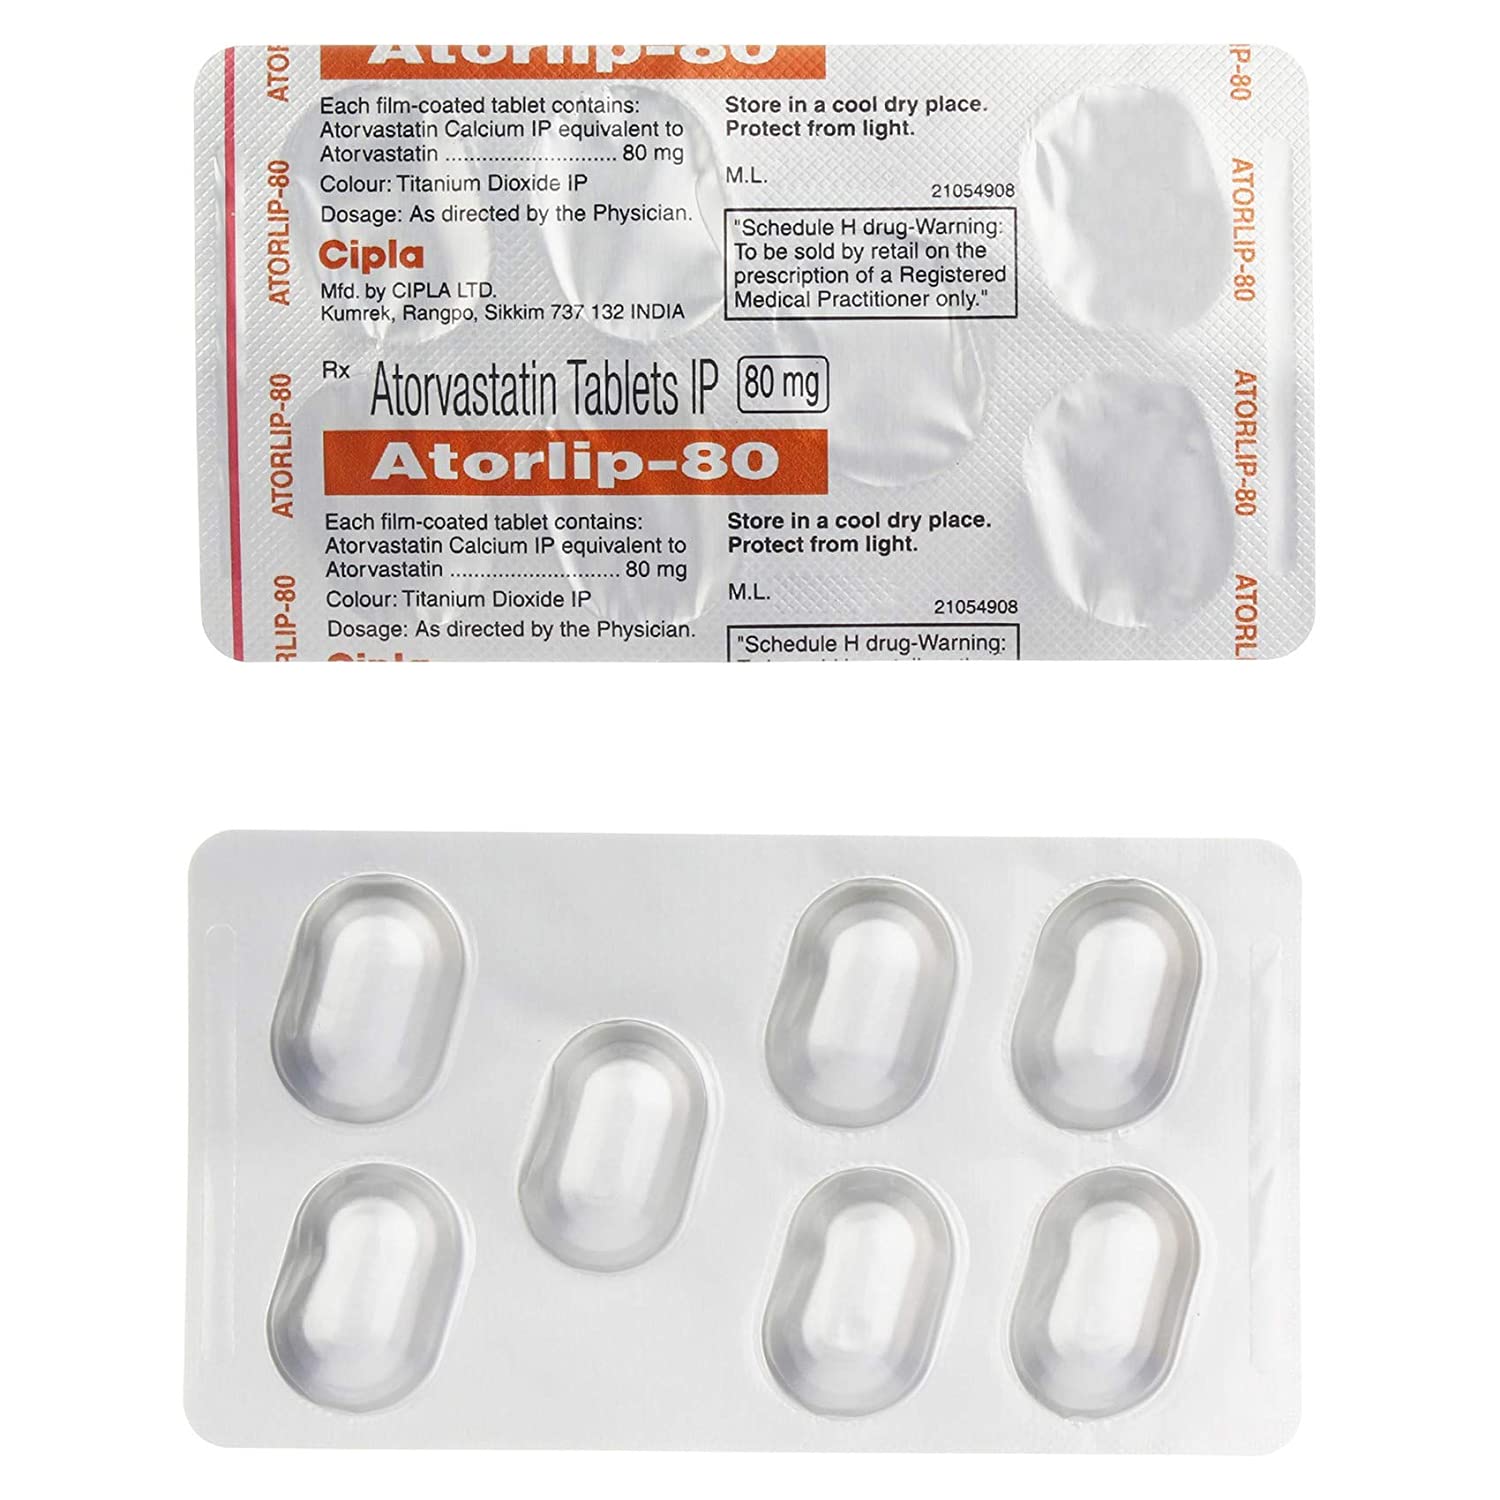 Atorlip-80
Each film-coated tablet contains:
Atorvastatin Calcium IP equivalent to
Atorvastatin ............................ 80 mg
Colour: Titanium Dioxide IP
Dosage: As directed by the Physician.
Cipla
Mfd. by CIPLA LTD.
Kumrek, Rangpo, Sikkim 737 132 INDIA
Store in a cool dry place.
Protect from light.
M.L.
21054908
"Schedule H drug-Warning:
To be sold by retail on the
prescription of a Registered
Medical Practitioner only."
Rx Atorvastatin Tablets IP 80 mg
Atorlip-80
Each film-coated tablet contains:
Atorvastatin Calcium IP equivalent to
Atorvastatin ............................ 80 mg
Colour: Titanium Dioxide IP
Dosage: As directed by the Physician.
Cipla
Store in a cool dry place.
Protect from light.
M.L.
21054908
"Schedule H drug-Warning:
ATOR
ATORLIP-80
ATORLIP-80
RLIP-80
IP-80
ATORLIP-80
ATORLIP-80
ATORL